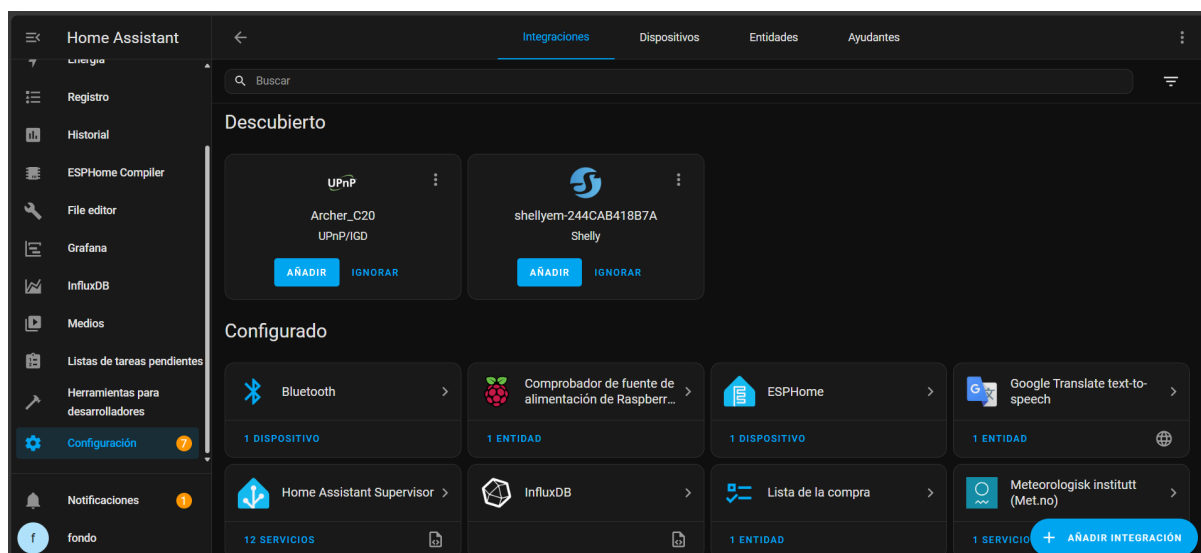 Home Assistant
Integraciones
Dispositivos
Entidades
Ayudantes
Energía
Registro
Historial
ESPHome Compiler
File editor
Grafana
InfluxDB
Medios
Listas de tareas pendientes
Herramientas para
desarrolladores
Configuración
7
Notificaciones
1
f
fondo
Buscar
Descubierto
UPnP
Archer_C20
UPnP/IGD
AÑADIR
IGNORAR
shellyem-244CAB418B7A
Shelly
AÑADIR
IGNORAR
Configurado
Bluetooth
1 DISPOSITIVO
Comprobador de fuente de
alimentación de Raspberr...
1 ENTIDAD
ESPHome
1 DISPOSITIVO
G
Google Translate text-to-
speech
1 ENTIDAD
Home Assistant Supervisor
12 SERVICIOS
InfluxDB
Lista de la compra
1 ENTIDAD
Meteorologisk institutt
(Met.no)
1 SERVICIO
AÑADIR INTEGRACIÓN